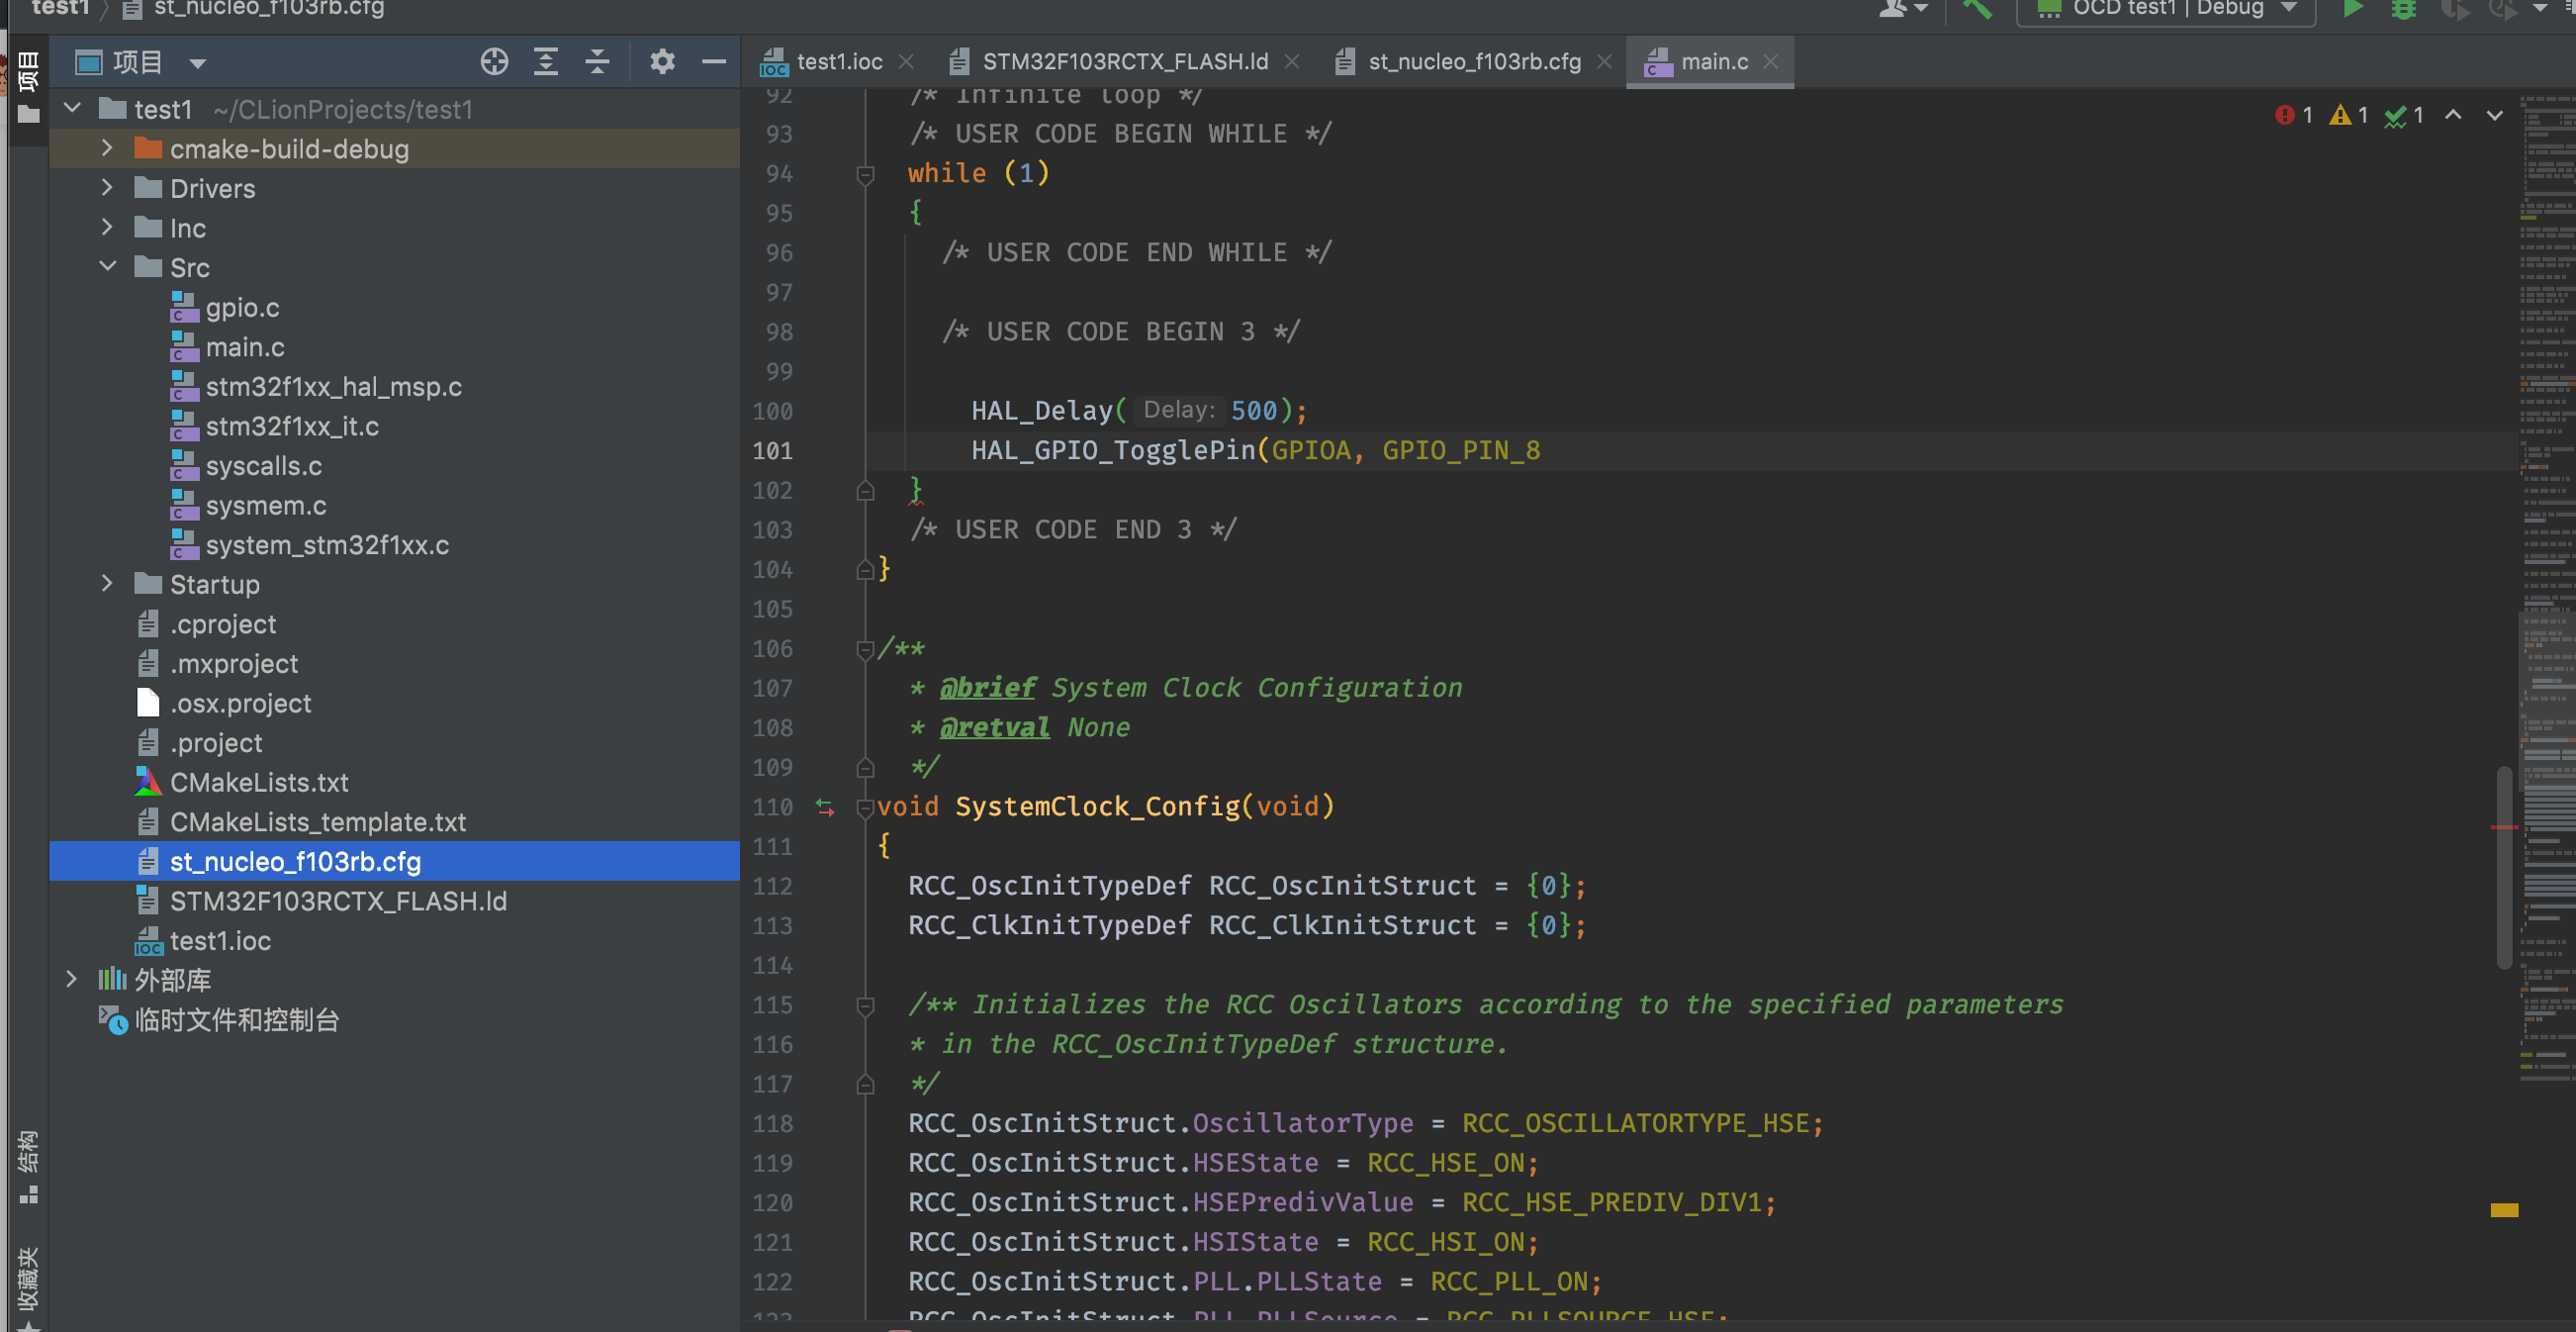 test1 st_nucleo_f103rb.cfg OCD test1 | Debug
项目
项目
test1 ~/CLionProjects/test1
cmake-build-debug
Drivers
Inc
Src
gpio.c
main.c
stm32f1xx_hal_msp.c
stm32f1xx_it.c
syscalls.c
sysmem.c
system_stm32f1xx.c
Startup
.cproject
.mxproject
.osx.project
.project
CMakeLists.txt
CMakeLists_template.txt
st_nucleo_f103rb.cfg
STM32F103RCTX_FLASH.ld
test1.ioc
外部库
临时文件和控制台
结构
收藏夹
test1.ioc STM32F103RCTX_FLASH.ld st_nucleo_f103rb.cfg main.c
1 1 1
92 /* Infinite loop */
93 /* USER CODE BEGIN WHILE */
94 while (1)
95 {
96 /* USER CODE END WHILE */
97
98 /* USER CODE BEGIN 3 */
99
100 HAL_Delay( Delay: 500);
101 HAL_GPIO_TogglePin(GPIOA, GPIO_PIN_8
102 }
103 /* USER CODE END 3 */
104 }
105
106 /**
107 * @brief System Clock Configuration
108 * @retval None
109 */
110 void SystemClock_Config(void)
111 {
112 RCC_OscInitTypeDef RCC_OscInitStruct = {0};
113 RCC_ClkInitTypeDef RCC_ClkInitStruct = {0};
114
115 /** Initializes the RCC Oscillators according to the specified parameters
116 * in the RCC_OscInitTypeDef structure.
117 */
118 RCC_OscInitStruct.OscillatorType = RCC_OSCILLATORTYPE_HSE;
119 RCC_OscInitStruct.HSEState = RCC_HSE_ON;
120 RCC_OscInitStruct.HSEPredivValue = RCC_HSE_PREDIV_DIV1;
121 RCC_OscInitStruct.HSIState = RCC_HSI_ON;
122 RCC_OscInitStruct.PLL.PLLState = RCC_PLL_ON;
123 RCC_OscInitStruct.PLL.PLLSource = RCC_PLLSOURCE_HSE;